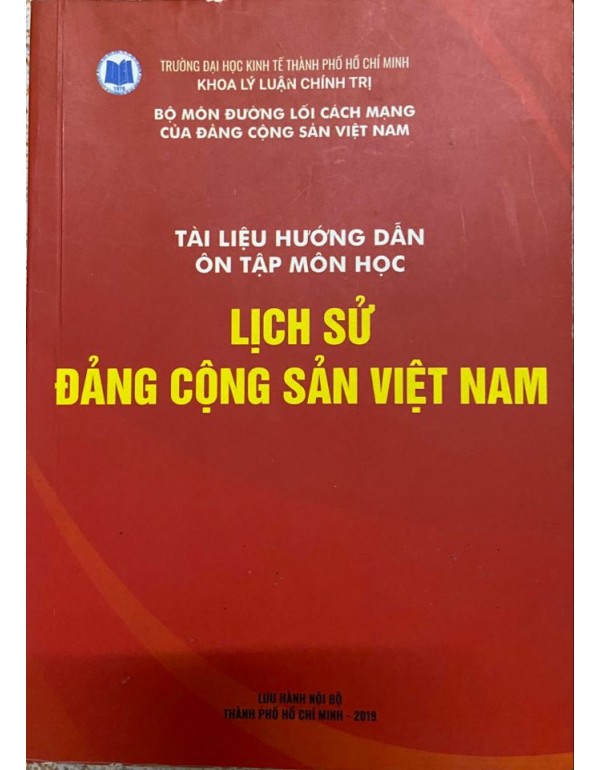 TRƯỜNG ĐẠI HỌC KINH TẾ THÀNH PHỐ HỒ CHÍ MINH
KHOA LÝ LUẬN CHÍNH TRỊ
BỘ MÔN ĐƯỜNG LỐI CÁCH MẠNG
CỦA ĐẢNG CỘNG SẢN VIỆT NAM
TÀI LIỆU HƯỚNG DẪN
ÔN TẬP MÔN HỌC
LỊCH SỬ
ĐẢNG CỘNG SẢN VIỆT NAM
LƯU HÀNH NỘI BỘ
THÀNH PHỐ HỒ CHÍ MINH - 2019